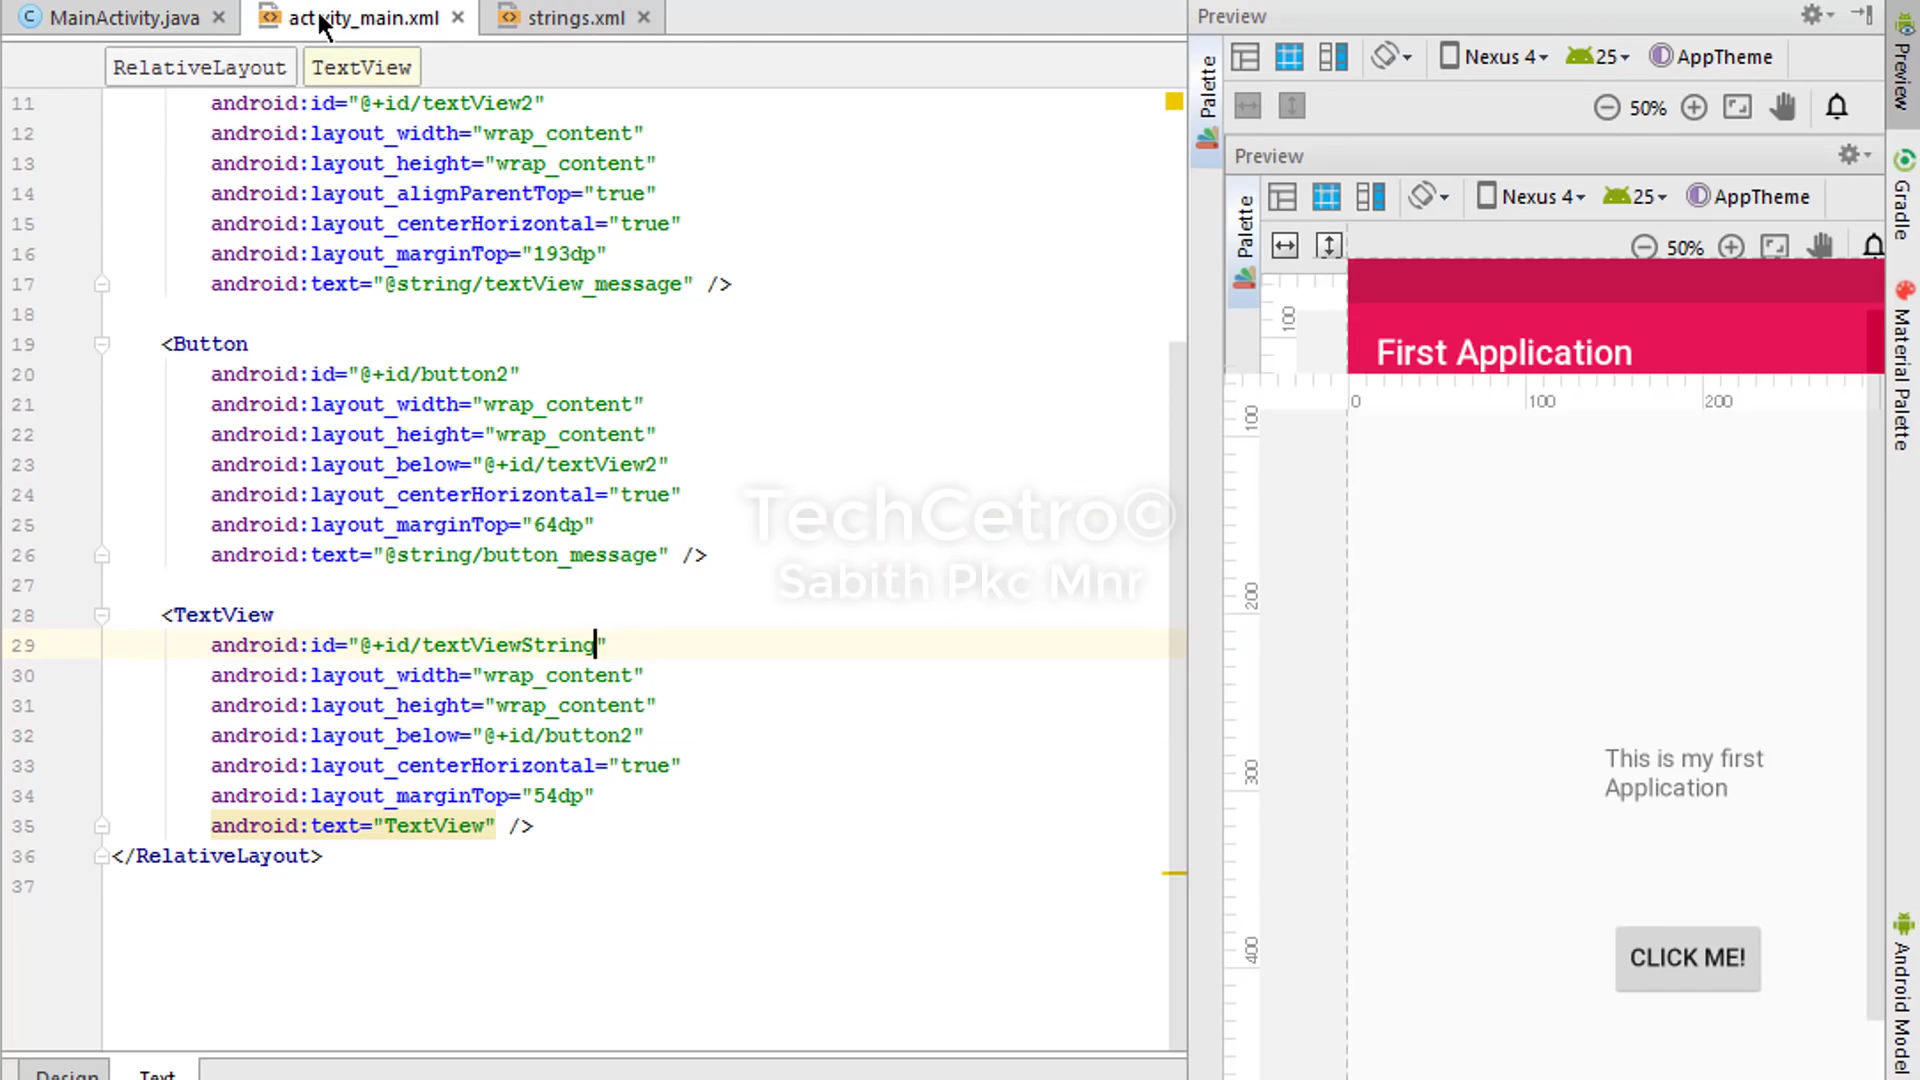 MainActivity.java
activity_main.xml
strings.xml
RelativeLayout
TextView
11 android:id="@+id/textView2"
12 android:layout_width="wrap_content"
13 android:layout_height="wrap_content"
14 android:layout_alignParentTop="true"
15 android:layout_centerHorizontal="true"
16 android:layout_marginTop="193dp"
17 android:text="@string/textView_message" />
18
19 <Button
20 android:id="@+id/button2"
21 android:layout_width="wrap_content"
22 android:layout_height="wrap_content"
23 android:layout_below="@+id/textView2"
24 android:layout_centerHorizontal="true"
25 android:layout_marginTop="64dp"
26 android:text="@string/button_message" />
27
28 <TextView
29 android:id="@+id/textViewString"
30 android:layout_width="wrap_content"
31 android:layout_height="wrap_content"
32 android:layout_below="@+id/button2"
33 android:layout_centerHorizontal="true"
34 android:layout_marginTop="54dp"
35 android:text="TextView" />
36 </RelativeLayout>
37
Design
Text
TechCetro©
Sabith Pkc Mnr
Preview
Palette
Nexus 4
25
AppTheme
50%
Preview
Palette
Nexus 4
25
AppTheme
50%
100
First Application
0
100
200
100
200
300
400
This is my first
Application
CLICK ME!
Preview
Gradle
Material Palette
Android Model